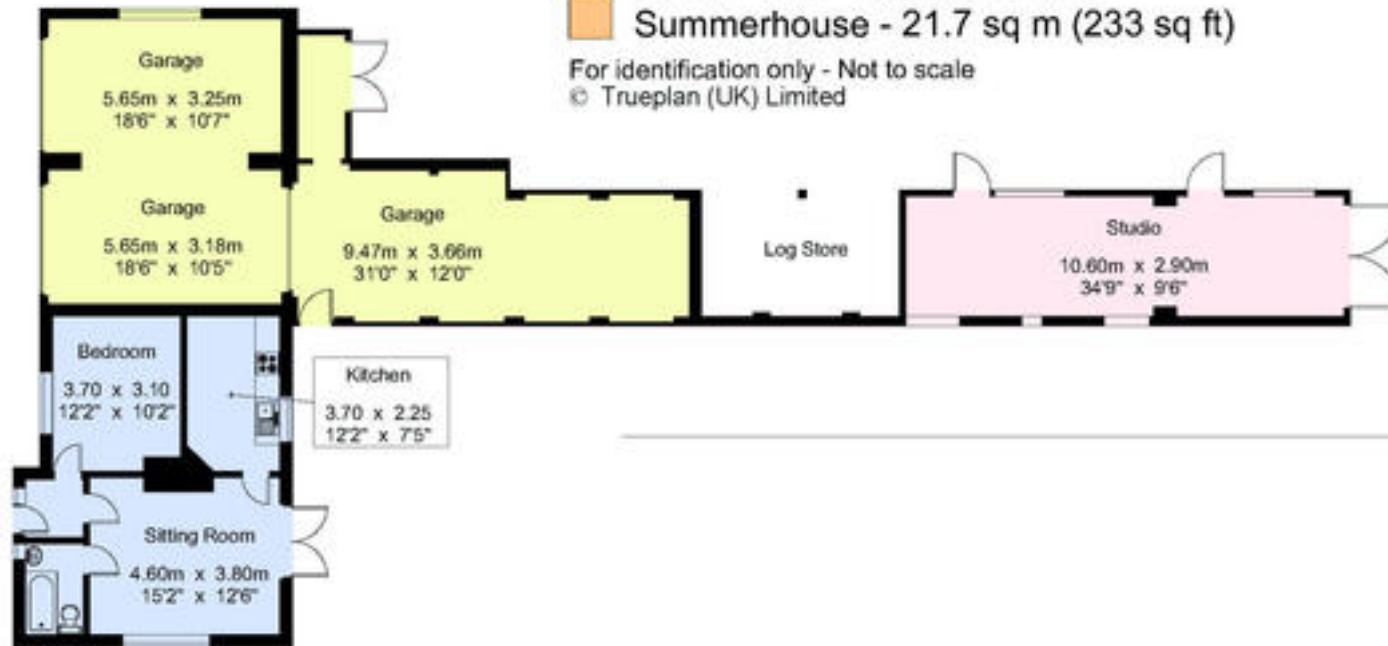 Summerhouse - 21.7 sq m (233 sq ft)
For identification only - Not to scale
© Trueplan (UK) Limited
Garage
5.65m x 3.25m
18'6" x 10'7"
Garage
5.65m x 3.18m
18'6" x 10'5"
Garage
9.47m x 3.66m
31'0" x 12'0"
Log Store
Studio
10.60m x 2.90m
34'9" x 9'6"
Bedroom
3.70 x 3.10
12'2" x 10'2"
Kitchen
3.70 x 2.25
12'2" x 7'5"
Sitting Room
4.60m x 3.80m
15'2" x 12'6"